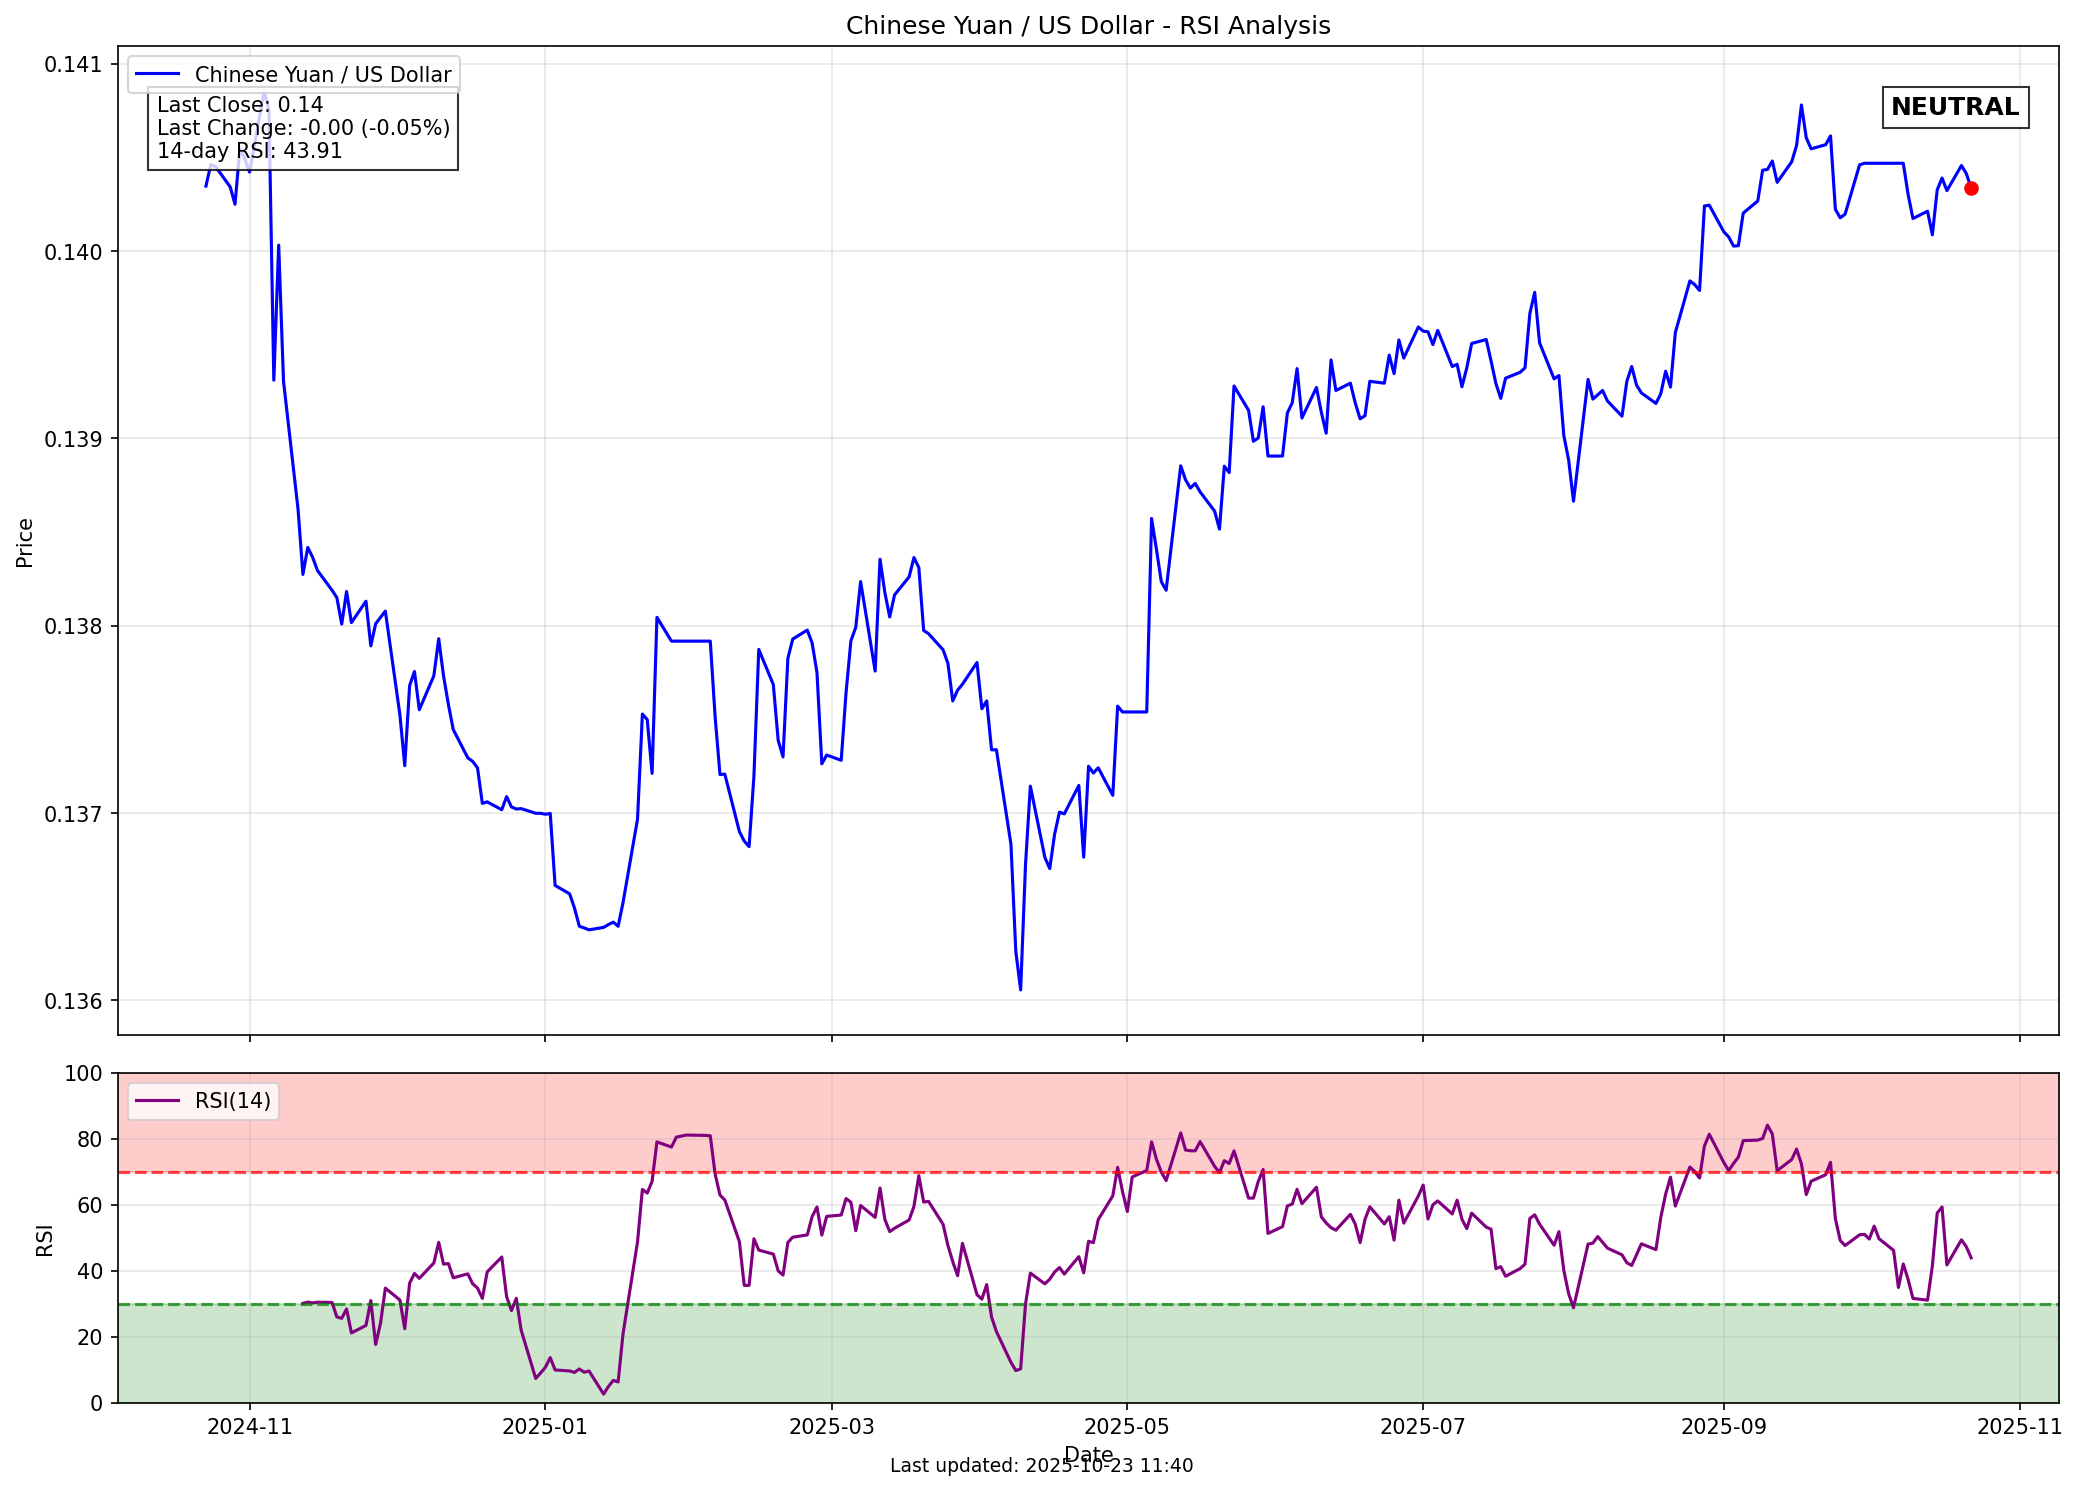 Chinese Yuan / US Dollar - RSI Analysis
0.141
Chinese Yuan / US Dollar
Last Close: 0.14
Last Change: -0.00 (-0.05%)
14-day RSI: 43.91
NEUTRAL
0.140
0.139
Price
0.138
0.137
0.136
100
RSI(14)
80
60
RSI
40
20
0
2024-11 2025-01 2025-03 2025-05 2025-07 2025-09 2025-11
Date
Last updated: 2025-10-23 11:40